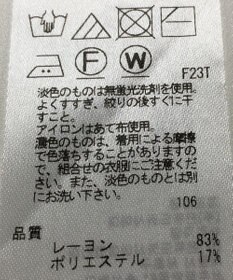 F
W
F23T
淡色のものは無蛍光洗剤を使用。
よくすすぎ、絞りの後すぐに干
すこと。
アイロンはあて布使用。
濃色のものは、着用による摩擦
で色落ちすることがありますの
で、組合せの衣服にご注意くださ
い。また、淡色のものとは別
にお洗い下さい。
106
品質
レーヨン 83%
ポリエステル 17%